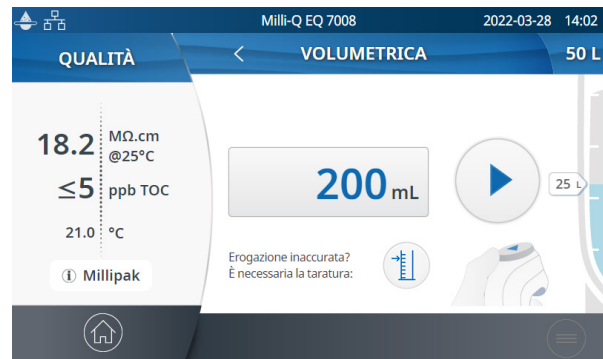 Milli-Q EQ 7008
2022-03-28 14:02
QUALITÀ
VOLUMETRICA
50 L
18.2 MΩ.cm
@25°C
≤5 ppb TOC
21.0 °C
Millipak
200 mL
25 L
Erogazione inaccurata?
È necessaria la taratura: